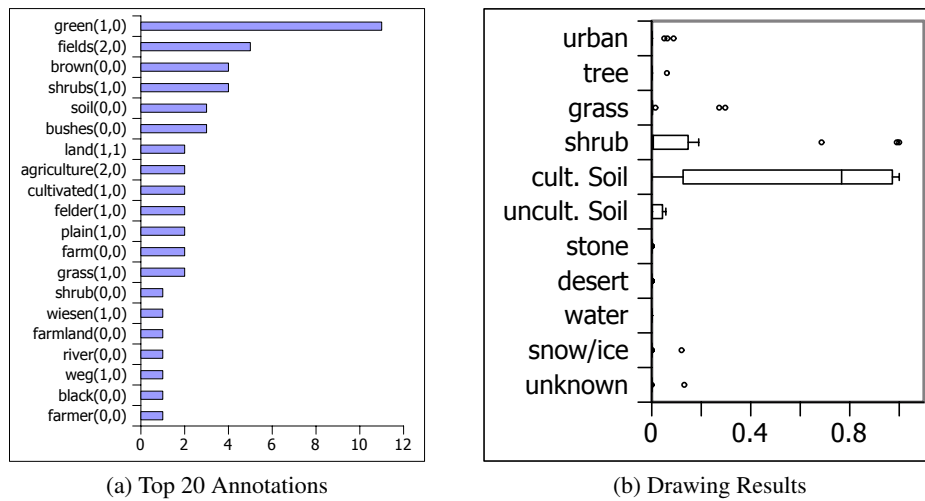 green(1,0)
fields(2,0)
brown(0,0)
shrubs(1,0)
soil(0,0)
bushes(0,0)
land(1,1)
agriculture(2,0)
cultivated(1,0)
felder(1,0)
plain(1,0)
farm(0,0)
grass(1,0)
shrub(0,0)
wiesen(1,0)
farmland(0,0)
river(0,0)
weg(1,0)
black(0,0)
farmer(0,0)
0 2 4 6 8 10 12
(a) Top 20 Annotations
urban
tree
grass
shrub
cult. Soil
uncult. Soil
stone
desert
water
snow/ice
unknown
0 0.4 0.8
(b) Drawing Results